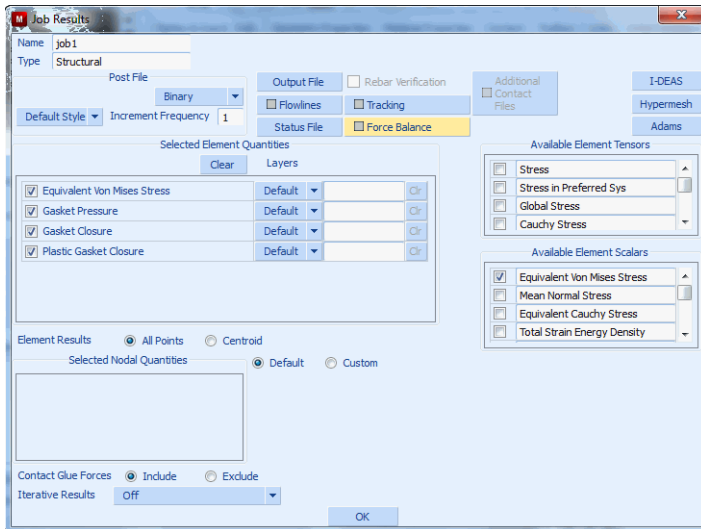 M Job Results
Name job1
Type Structural
Post File
Binary
Default Style Increment Frequency 1
Output File Rebar Verification
Flowlines Tracking
Status File Force Balance
Additional
Contact
Files
I-DEAS
Hypermesh
Adams
Selected Element Quantities
Clear Layers
Equivalent Von Mises Stress Default Clr
Gasket Pressure Default Clr
Gasket Closure Default Clr
Plastic Gasket Closure Default Clr
Available Element Tensors
Stress
Stress in Preferred Sys
Global Stress
Cauchy Stress
Available Element Scalars
Equivalent Von Mises Stress
Mean Normal Stress
Equivalent Cauchy Stress
Total Strain Energy Density
Element Results All Points Centroid
Selected Nodal Quantities Default Custom
Contact Glue Forces Include Exclude
Iterative Results Off
OK